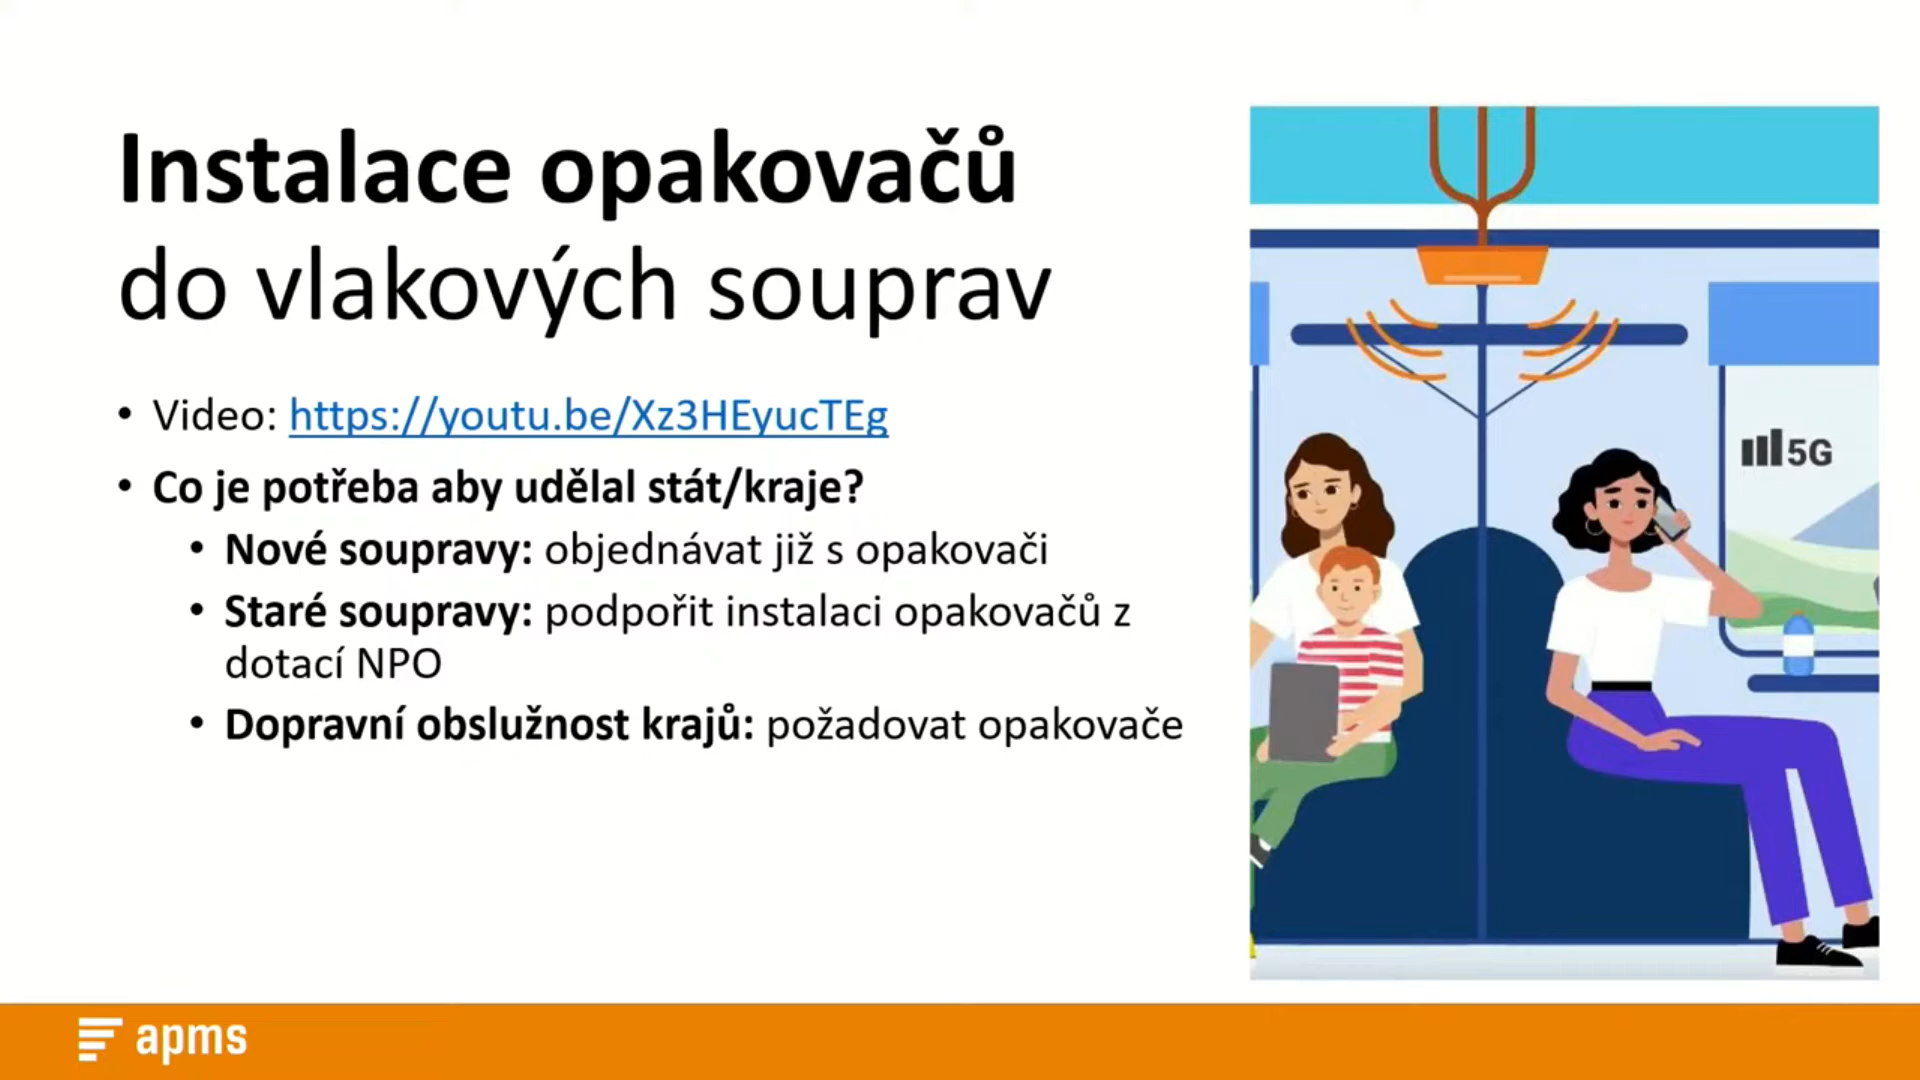 Instalace opakovačů
do vlakových souprav
• Video: https://youtu.be/Xz3HEyucTEg
• Co je potřeba aby udělal stát/kraje?
• Nové soupravy: objednávat již s opakovači
• Staré soupravy: podpořit instalaci opakovačů z
dotací NPO
• Dopravní obslužnost krajů: požadovat opakovače
5G
apms